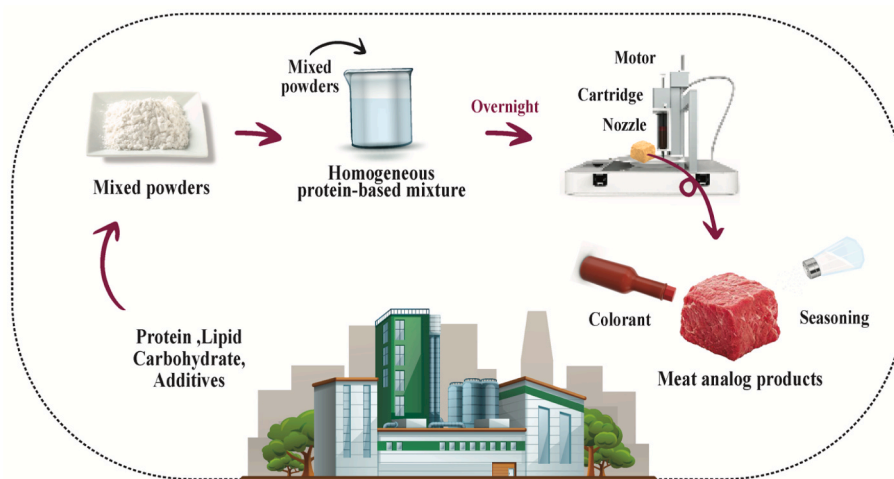 Mixed powders
Mixed
powders
Homogeneous
protein-based mixture
Overnight
Motor
Cartridge
Nozzle
Protein ,Lipid
Carbohydrate,
Additives
Colorant
Seasoning
Meat analog products